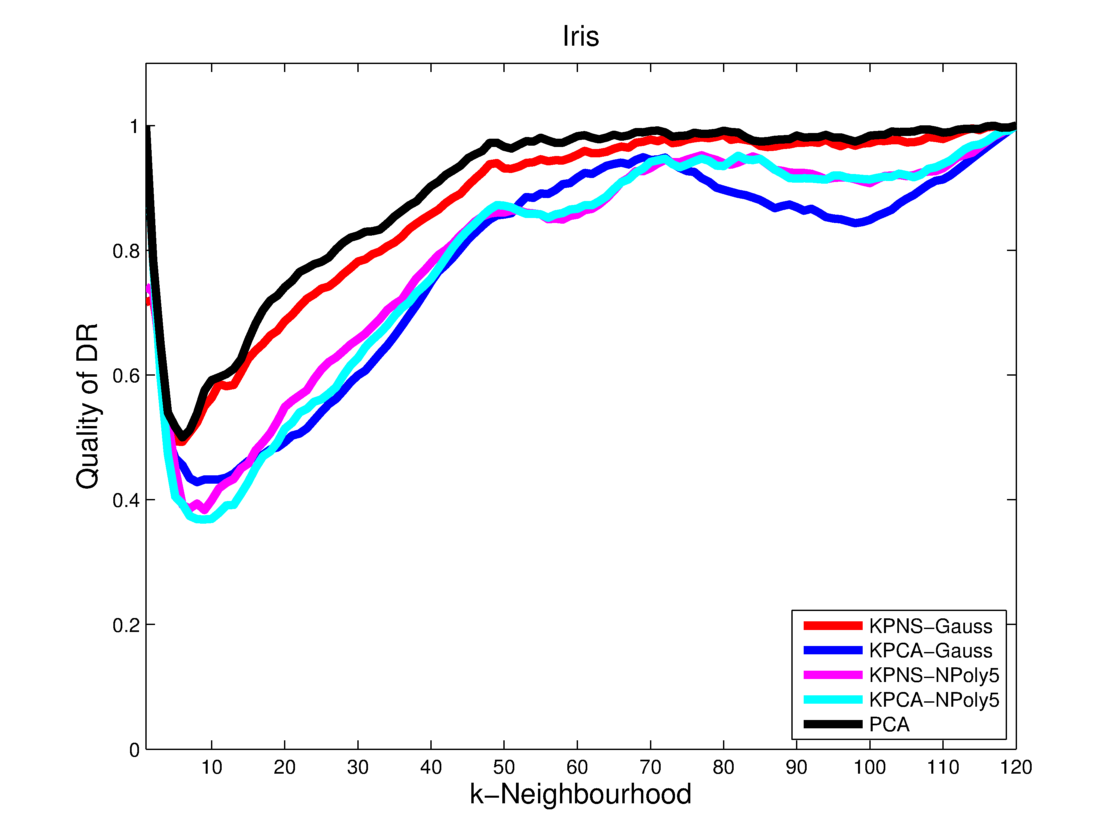 Iris
Quality of DR
1
0.8
0.6
0.4
0.2
0
10 20 30 40 50 60 70 80 90 100 110 120
k−Neighbourhood
KPNS−Gauss
KPCA−Gauss
KPNS−NPoly5
KPCA−NPoly5
PCA